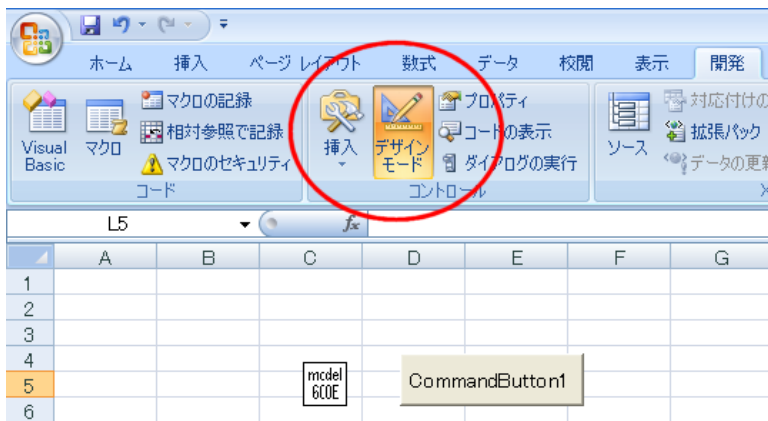 ホーム 挿入 ページ レイアウト 数式 データ 校閲 表示 開発
Visual Basic
マクロ
マクロの記録
相対参照で記録
マクロのセキュリティ
コード
挿入
デザイン モード
プロパティ
コードの表示
ダイアログの実行
コントロール
ソース
対応付けの
拡張パック
データの更
L5 fx
A B C D E F G
1
2
3
4
5
6
CommandButton1